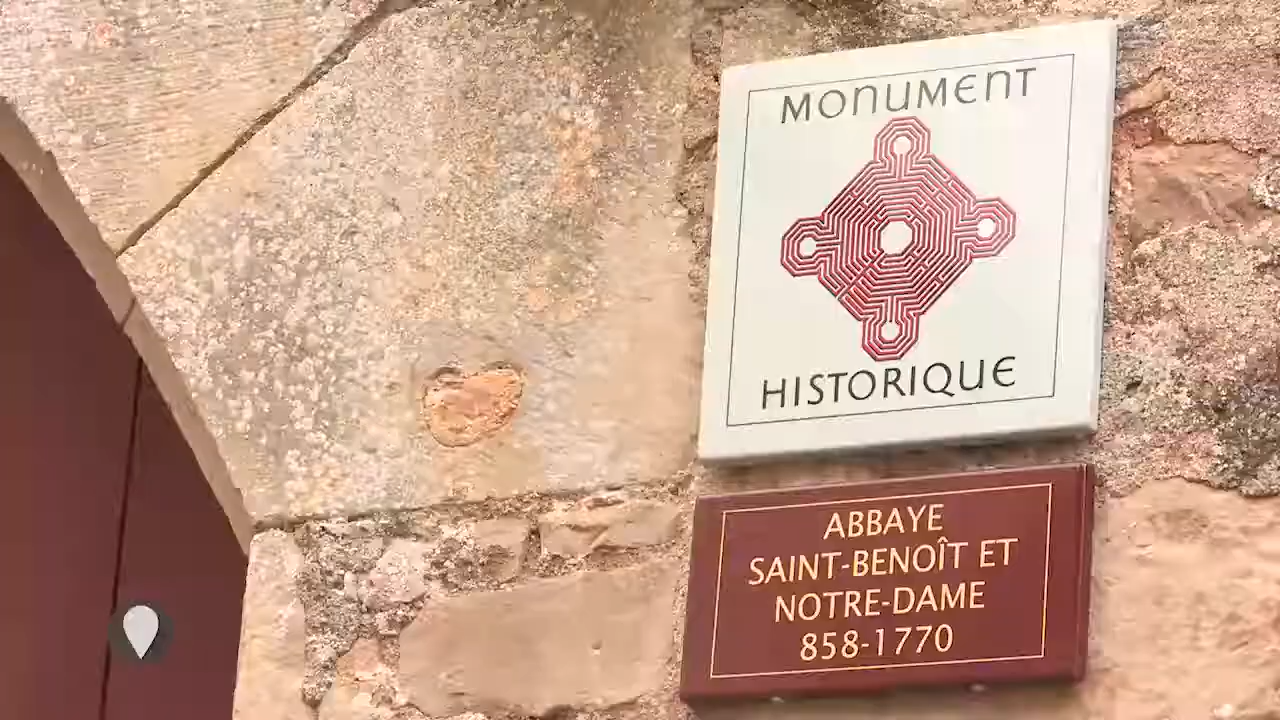 MONUMENT
HISTORIQUE
ABBAYE
SAINT-BENOÎT ET
NOTRE-DAME
858-1770